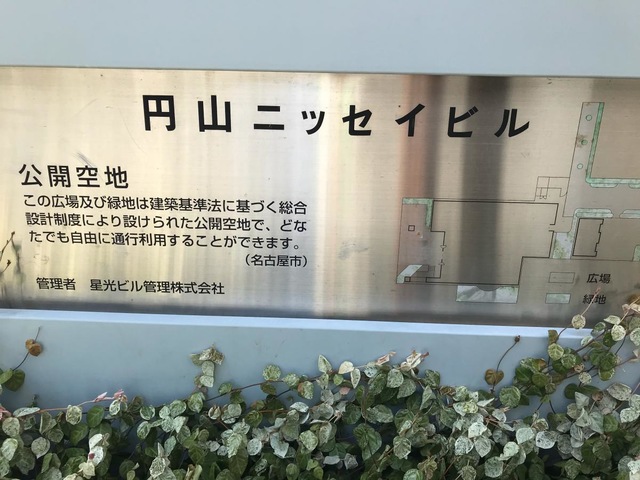 円山ニッセイビル
公開空地
この広場及び緑地は建築基準法に基づく総合
設計制度により設けられた公開空地で、どな
たでも自由に通行利用することができます。
（名古屋市）
管理者　星光ビル管理株式会社
広場
緑地